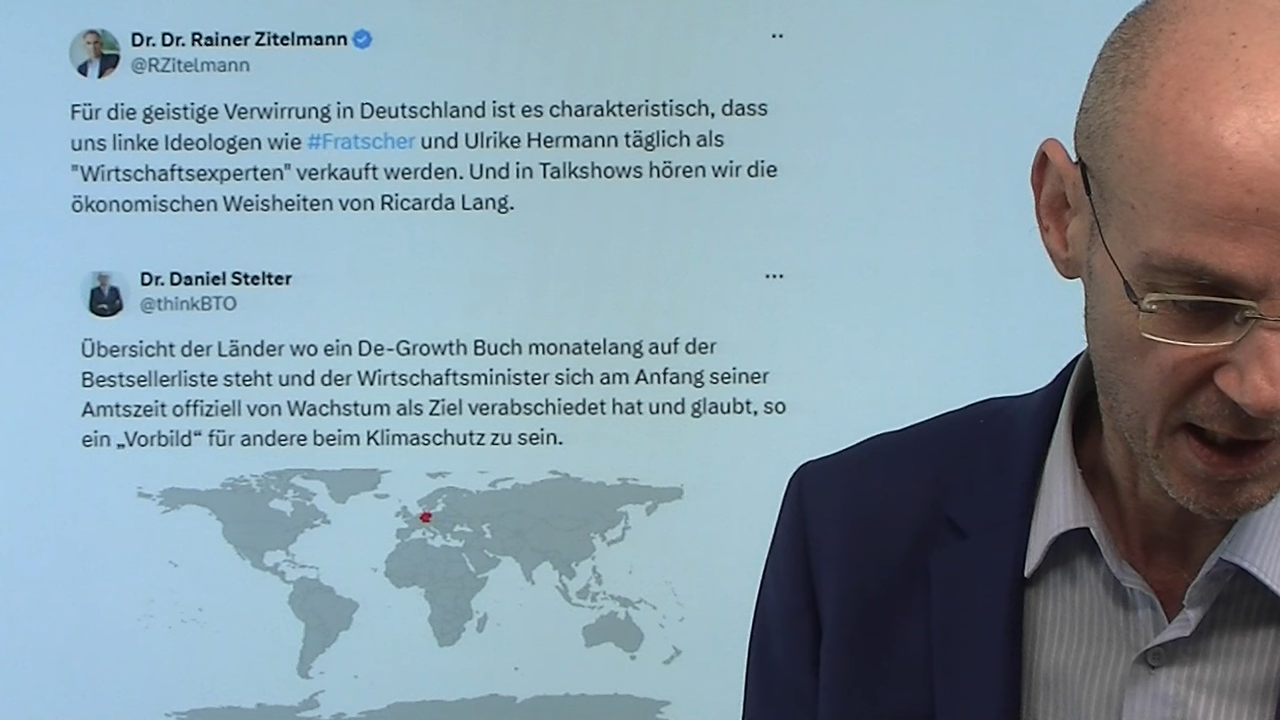 Dr. Dr. Rainer Zitelmann
@RZitelmann
Für die geistige Verwirrung in Deutschland ist es charakteristisch, dass
uns linke Ideologen wie #Fratscher und Ulrike Hermann täglich als
"Wirtschaftsexperten" verkauft werden. Und in Talkshows hören wir die
ökonomischen Weisheiten von Ricarda Lang.
Dr. Daniel Stelter
@thinkBTO
Übersicht der Länder wo ein De-Growth Buch monatelang auf der
Bestsellerliste steht und der Wirtschaftsminister sich am Anfang seiner
Amtszeit offiziell von Wachstum als Ziel verabschiedet hat und glaubt, so
ein „Vorbild“ für andere beim Klimaschutz zu sein.